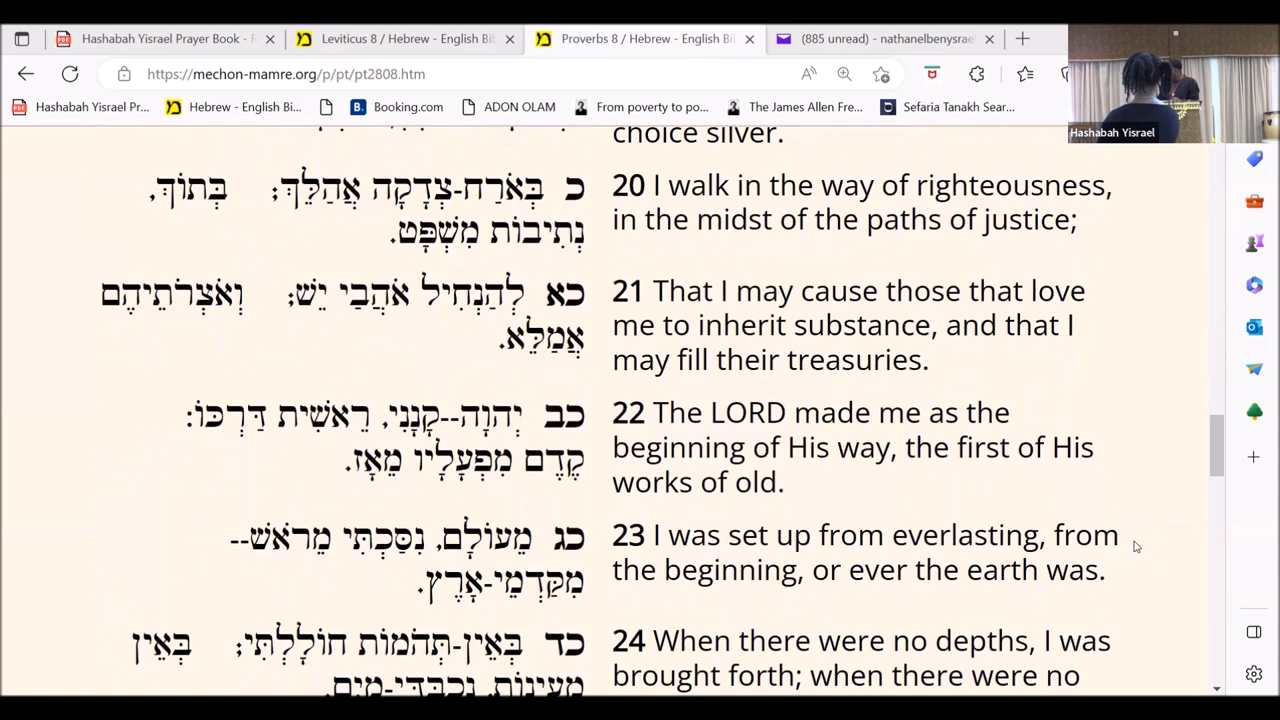 Hashabah Yisrael Prayer Book - R
Leviticus 8 / Hebrew - English Bib
Proverbs 8 / Hebrew - English Bi
(885 unread) - nathanelbenysrae
https://mechon-mamre.org/p/pt/pt2808.htm
Hashabah Yisrael Pr...
Hebrew - English Bi...
Booking.com
ADON OLAM
From poverty to po...
The James Allen Fre...
Sefaria Tanakh Sear...
Hashabah Yisrael
choice silver.
כ בְּאֹרַח-צְדָקָה אֲהַלֵּךְ; בְּתוֹךְ,
נְתִיבוֹת מִשְׁפָּט.
20 I walk in the way of righteousness,
in the midst of the paths of justice;
כא לְהַנְחִיל אֹהֲבַי יֵשׁ; וְאֹצְרֹתֵיהֶם
אֲמַלֵּא.
21 That I may cause those that love
me to inherit substance, and that I
may fill their treasuries.
כב יְהוָה--קָנָנִי, רֵאשִׁית דַּרְכּוֹ:
קֶדֶם מִפְעָלָיו מֵאָז.
22 The LORD made me as the
beginning of His way, the first of His
works of old.
כג מֵעוֹלָם, נִסַּכְתִּי מֵרֹאשׁ--
מִקַּדְמֵי-אָרֶץ.
23 I was set up from everlasting, from
the beginning, or ever the earth was.
כד בְּאֵין-תְּהֹמוֹת חוֹלָלְתִּי; בְּאֵין
מַעְיָנוֹת, נִכְבַּדֵּי-מָיִם.
24 When there were no depths, I was
brought forth; when there were no